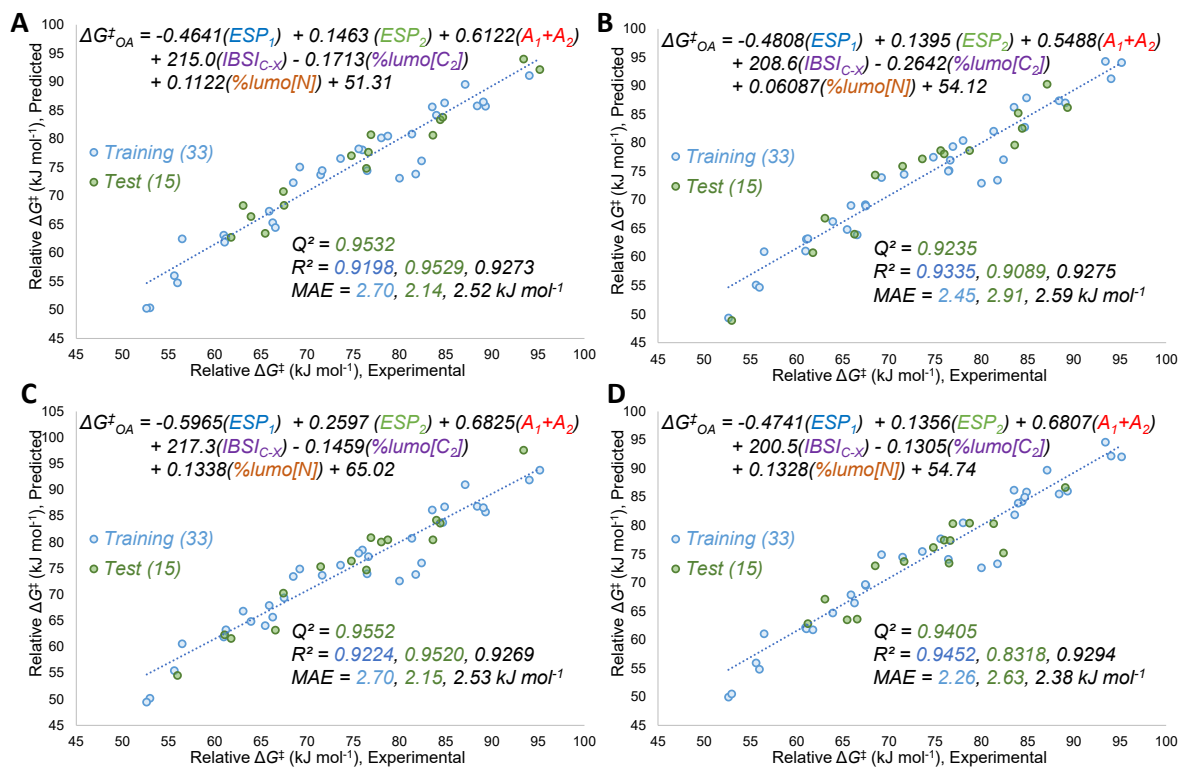 A
ΔG‡OA = -0.4641(ESP1) + 0.1463 (ESP2) + 0.6122(A1+A2)
+ 215.0(IBSIC-X) - 0.1713(%lumo[C2])
+ 0.1122(%lumo[N]) + 51.31
Training (33)
Test (15)
Q² = 0.9532
R² = 0.9198, 0.9529, 0.9273
MAE = 2.70, 2.14, 2.52 kJ mol-1
Relative ΔG‡ (kJ mol-1), Predicted
100
95
90
85
80
75
70
65
60
55
50
45
45 50 55 60 65 70 75 80 85 90 95 100
Relative ΔG‡ (kJ mol-1), Experimental
B
ΔG‡OA = -0.4808(ESP1) + 0.1395 (ESP2) + 0.5488(A1+A2)
+ 208.6(IBSIC-X) - 0.2642(%lumo[C2])
+ 0.06087(%lumo[N]) + 54.12
Training (33)
Test (15)
Q² = 0.9235
R² = 0.9335, 0.9089, 0.9275
MAE = 2.45, 2.91, 2.59 kJ mol-1
Relative ΔG‡ (kJ mol-1), Predicted
100
95
90
85
80
75
70
65
60
55
50
45
45 50 55 60 65 70 75 80 85 90 95 100
Relative ΔG‡ (kJ mol-1), Experimental
C
ΔG‡OA = -0.5965(ESP1) + 0.2597 (ESP2) + 0.6825(A1+A2)
+ 217.3(IBSIC-X) - 0.1459(%lumo[C2])
+ 0.1338(%lumo[N]) + 65.02
Training (33)
Test (15)
Q² = 0.9552
R² = 0.9224, 0.9520, 0.9269
MAE = 2.70, 2.15, 2.53 kJ mol-1
Relative ΔG‡ (kJ mol-1), Predicted
105
100
95
90
85
80
75
70
65
60
55
50
45
45 50 55 60 65 70 75 80 85 90 95 100
Relative ΔG‡ (kJ mol-1), Experimental
D
ΔG‡OA = -0.4741(ESP1) + 0.1356 (ESP2) + 0.6807(A1+A2)
+ 200.5(IBSIC-X) - 0.1305(%lumo[C2])
+ 0.1328(%lumo[N]) + 54.74
Training (33)
Test (15)
Q² = 0.9405
R² = 0.9452, 0.8318, 0.9294
MAE = 2.26, 2.63, 2.38 kJ mol-1
Relative ΔG‡ (kJ mol-1), Predicted
100
95
90
85
80
75
70
65
60
55
50
45
45 50 55 60 65 70 75 80 85 90 95 100
Relative ΔG‡ (kJ mol-1), Experimental